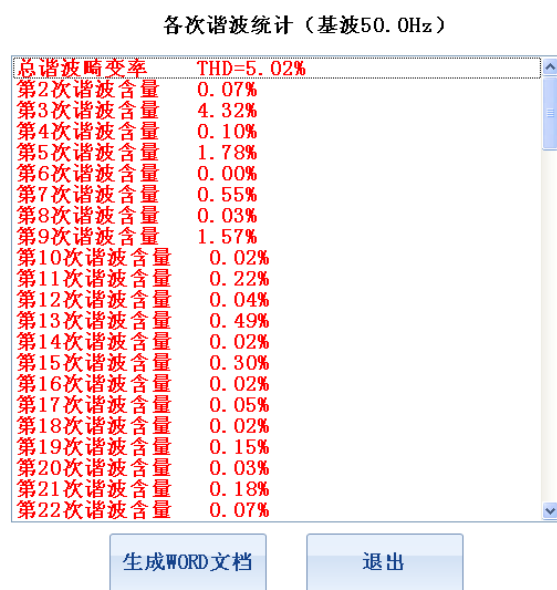 各次谐波统计（基波50.0Hz）
总谐波畸变率 THD=5.02%
第2次谐波含量 0.07%
第3次谐波含量 4.32%
第4次谐波含量 0.10%
第5次谐波含量 1.78%
第6次谐波含量 0.00%
第7次谐波含量 0.55%
第8次谐波含量 0.03%
第9次谐波含量 1.57%
第10次谐波含量 0.02%
第11次谐波含量 0.22%
第12次谐波含量 0.04%
第13次谐波含量 0.49%
第14次谐波含量 0.02%
第15次谐波含量 0.30%
第16次谐波含量 0.02%
第17次谐波含量 0.05%
第18次谐波含量 0.02%
第19次谐波含量 0.15%
第20次谐波含量 0.03%
第21次谐波含量 0.18%
第22次谐波含量 0.07%
生成WORD文档 退出